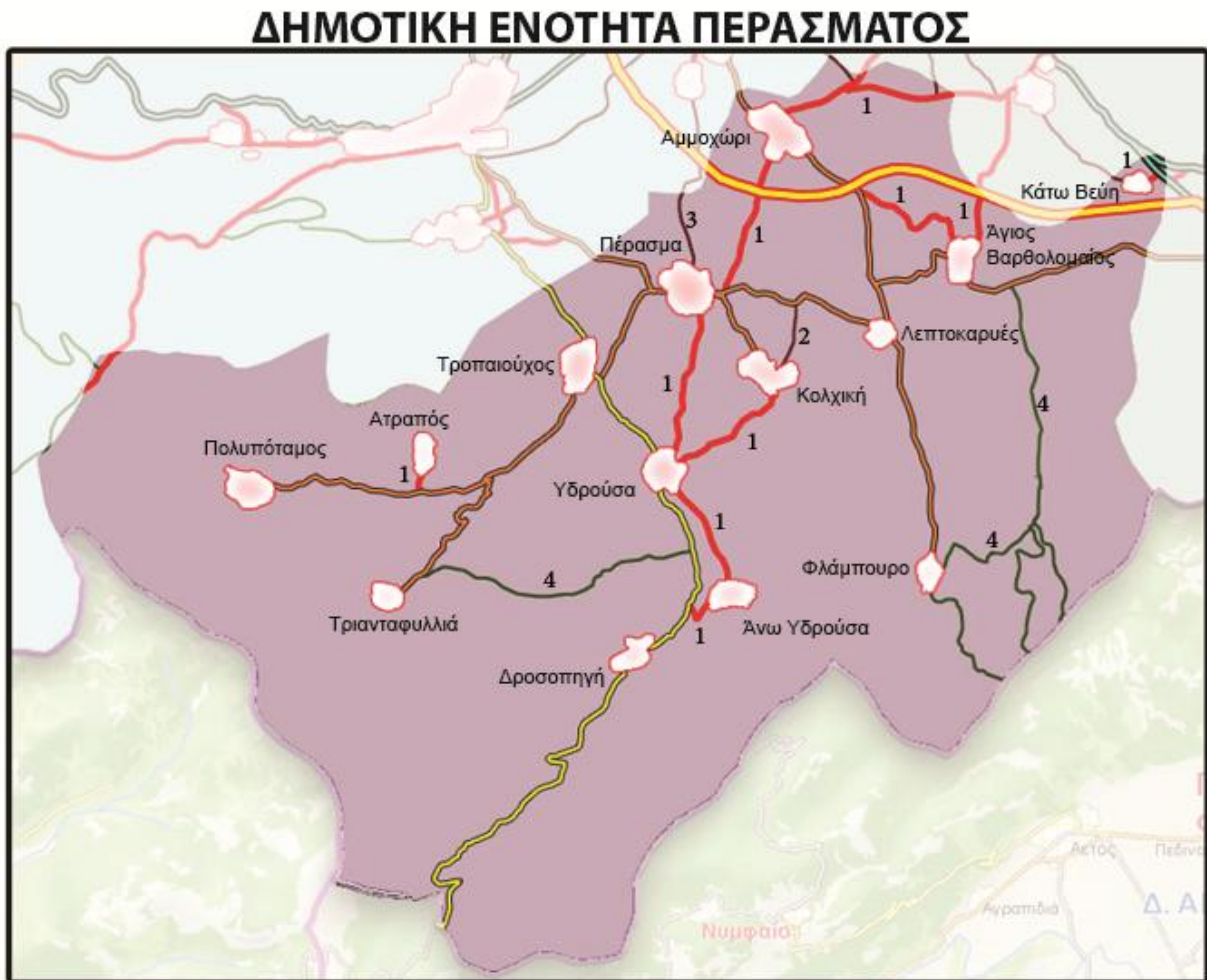 ΔΗΜΟΤΙΚΗ ΕΝΟΤΗΤΑ ΠΕΡΑΣΜΑΤΟΣ
1
Αμμοχώρι
1
Κάτω Βεύη
1
1
3
Άγιος
Βαρθολομαίος
Πέρασμα
1
Λεπτοκαρυές
2
Τροπαιούχος
1
Κολχική
4
Ατραπός
Πολυπόταμος
1
1
Υδρούσα
1
4
Φλάμπουρο
4
Τριανταφυλλιά
Άνω Υδρούσα
1
Δροσοπηγή
Αετός
Πεδινο
Αγραπιδιά
Νυμφαίο